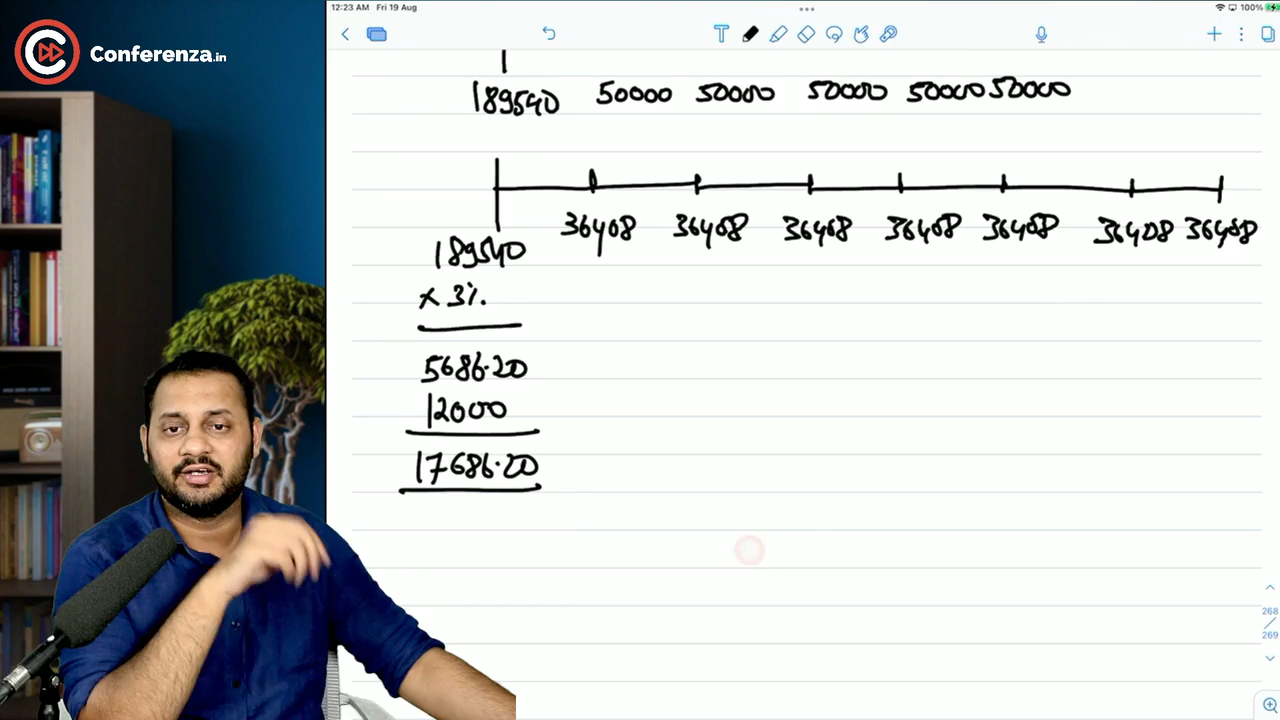 12:23 AM Fri 19 Aug
100%
Conferenza.in
T
189540 50000 50000 50000 50000 50000
36408 36408 36408 36408 36408 36408 36408
189540
x 3%.
5686.20
12000
17686.20
268
269